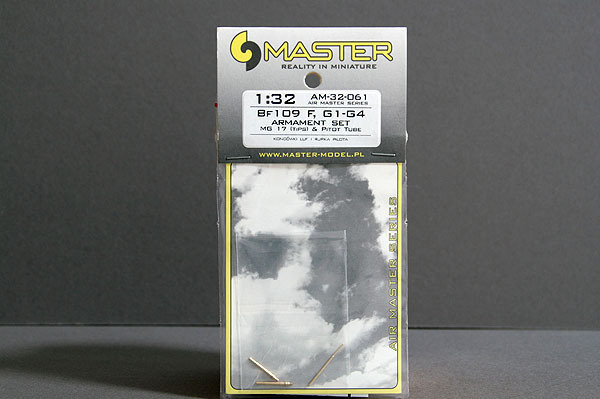 MASTER
REALITY IN MINIATURE
1:32 AM-32-061
AIR MASTER SERIES
BF109 F, G1-G4
ARMAMENT SET
MG 17 (TIPS) & PITOT TUBE
KOŃCÓWKI LUF I RURKA PILOTA
WWW.MASTER-MODEL.PL
AIR MASTER SERIES